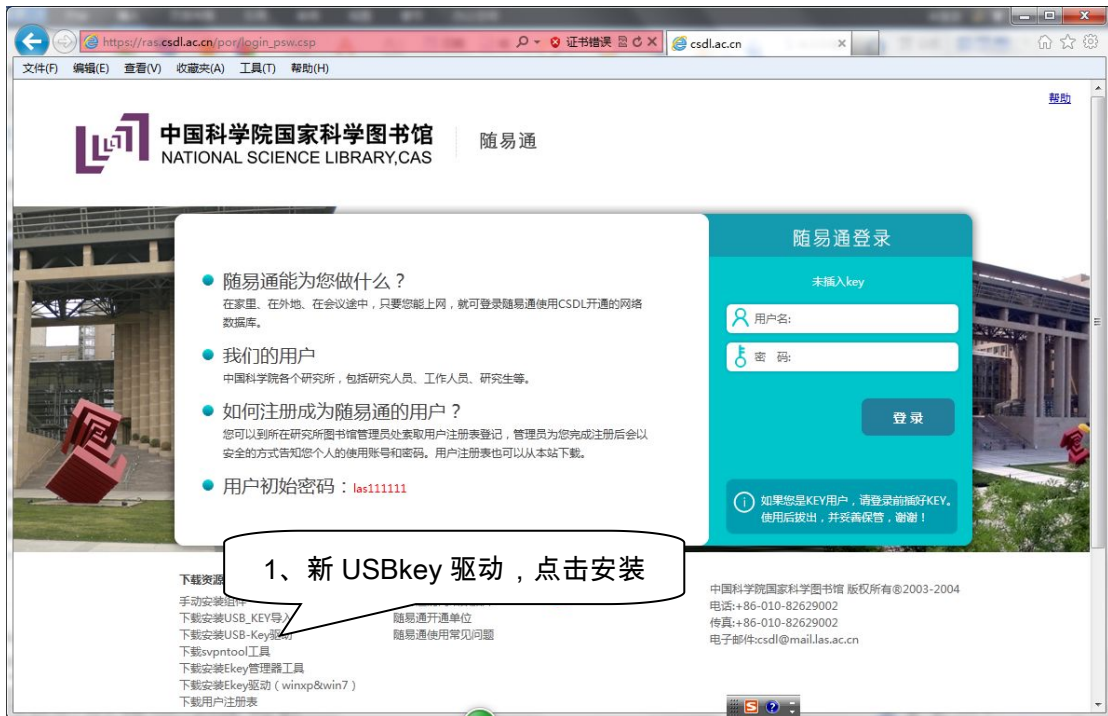 https://ras.csdl.ac.cn/por/login_psw.csp
证书错误
csdl.ac.cn
文件(F) 编辑(E) 查看(V) 收藏夹(A) 工具(T) 帮助(H)
帮助
中国科学院国家科学图书馆
NATIONAL SCIENCE LIBRARY,CAS
随易通
随易通能为您做什么？
在家里、在外地、在会议途中，只要您能上网，就可登录随易通使用CSDL开通的网络
数据库。
我们的用户
中国科学院各个研究所，包括研究人员、工作人员、研究生等。
如何注册成为随易通的用户？
您可以到所在研究所图书馆管理员处索取用户注册表登记，管理员为您完成注册后会以
安全的方式告知您个人的使用账号和密码。用户注册表也可以从本站下载。
用户初始密码：las111111
随易通登录
未插入key
用户名:
密 码:
登 录
如果您是KEY用户，请登录前插好KEY。
使用后拔出，并妥善保管，谢谢！
1、新 USBkey 驱动，点击安装
下载资源
手动安装组件
下载安装USB_KEY导入
下载安装USB-Key驱动
下载svpntool工具
下载安装Ekey管理器工具
下载安装Ekey驱动（winxp&win7）
下载用户注册表
随易通开通单位
随易通使用常见问题
中国科学院国家科学图书馆 版权所有©2003-2004
电话:+86-010-82629002
传真:+86-010-82629002
电子邮件:csdl@mail.las.ac.cn